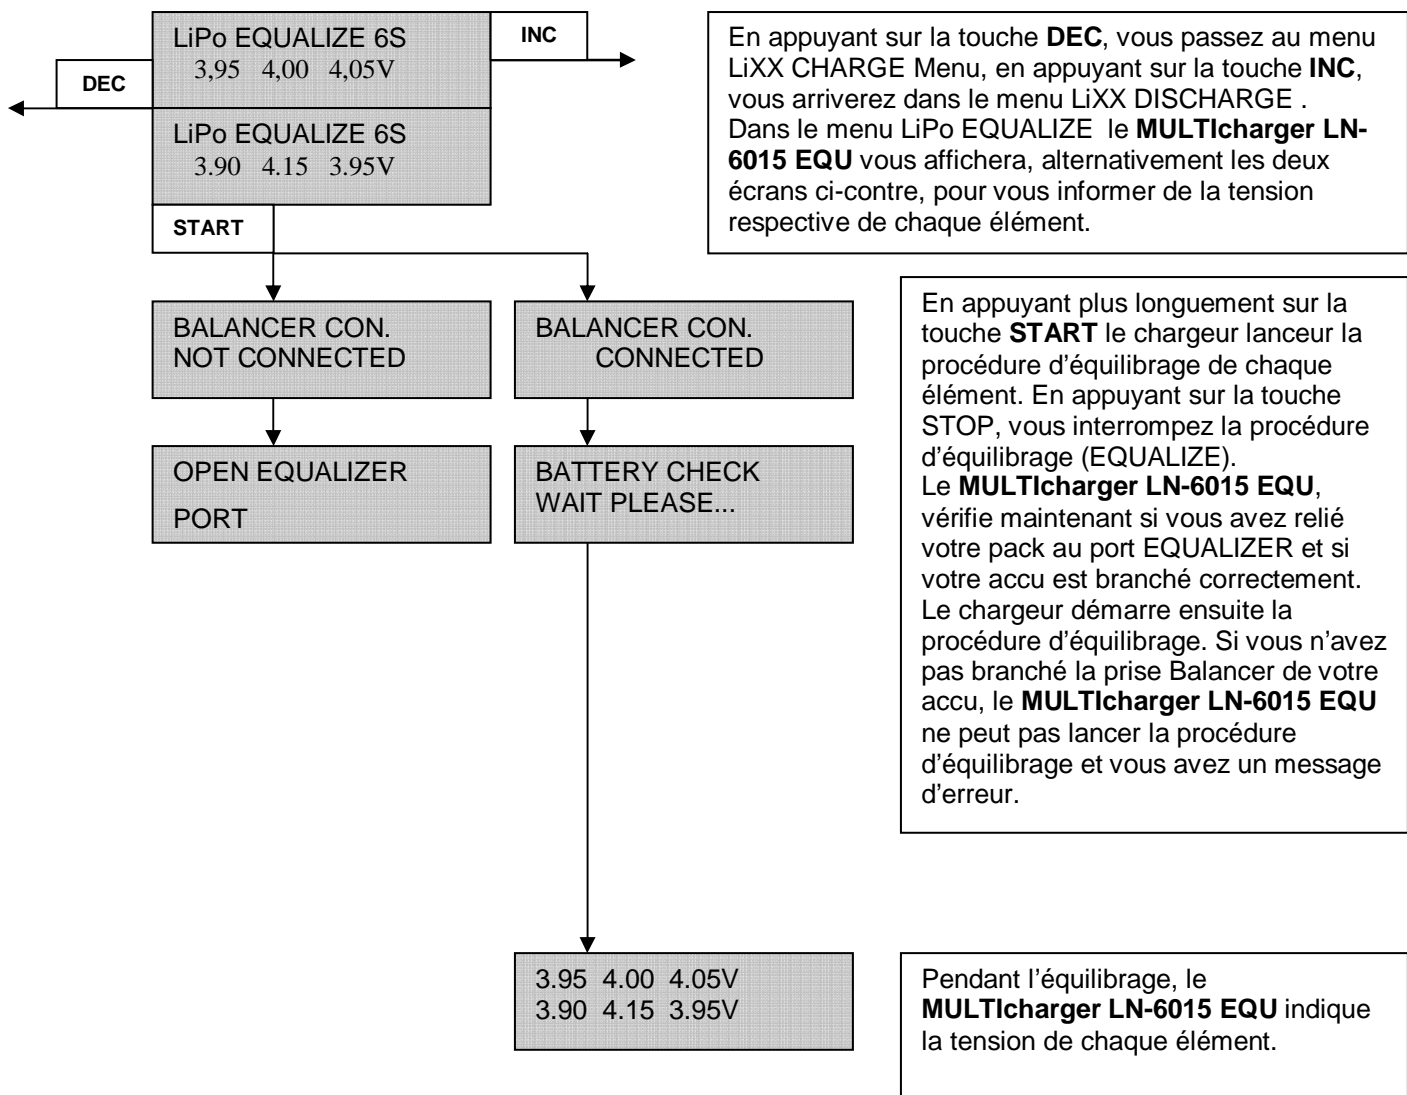 LiPo EQUALIZE 6S
3,95 4,00 4,05V
INC
DEC
LiPo EQUALIZE 6S
3.90 4.15 3.95V
START
En appuyant sur la touche DEC, vous passez au menu
LiXX CHARGE Menu, en appuyant sur la touche INC,
vous arriverez dans le menu LiXX DISCHARGE .
Dans le menu LiPo EQUALIZE le MULTIcharger LN-
6015 EQU vous affichera, alternativement les deux
écrans ci-contre, pour vous informer de la tension
respective de chaque élément.
BALANCER CON.
NOT CONNECTED
BALANCER CON.
CONNECTED
OPEN EQUALIZER
PORT
BATTERY CHECK
WAIT PLEASE...
En appuyant plus longuement sur la
touche START le chargeur lanceur la
procédure d'équilibrage de chaque
élément. En appuyant sur la touche
STOP, vous interrompez la procédure
d'équilibrage (EQUALIZE).
Le MULTIcharger LN-6015 EQU,
vérifie maintenant si vous avez relié
votre pack au port EQUALIZER et si
votre accu est branché correctement.
Le chargeur démarre ensuite la
procédure d'équilibrage. Si vous n'avez
pas branché la prise Balancer de votre
accu, le MULTIcharger LN-6015 EQU
ne peut pas lancer la procédure
d'équilibrage et vous avez un message
d'erreur.
3.95 4.00 4.05V
3.90 4.15 3.95V
Pendant l'équilibrage, le
MULTIcharger LN-6015 EQU indique
la tension de chaque élément.